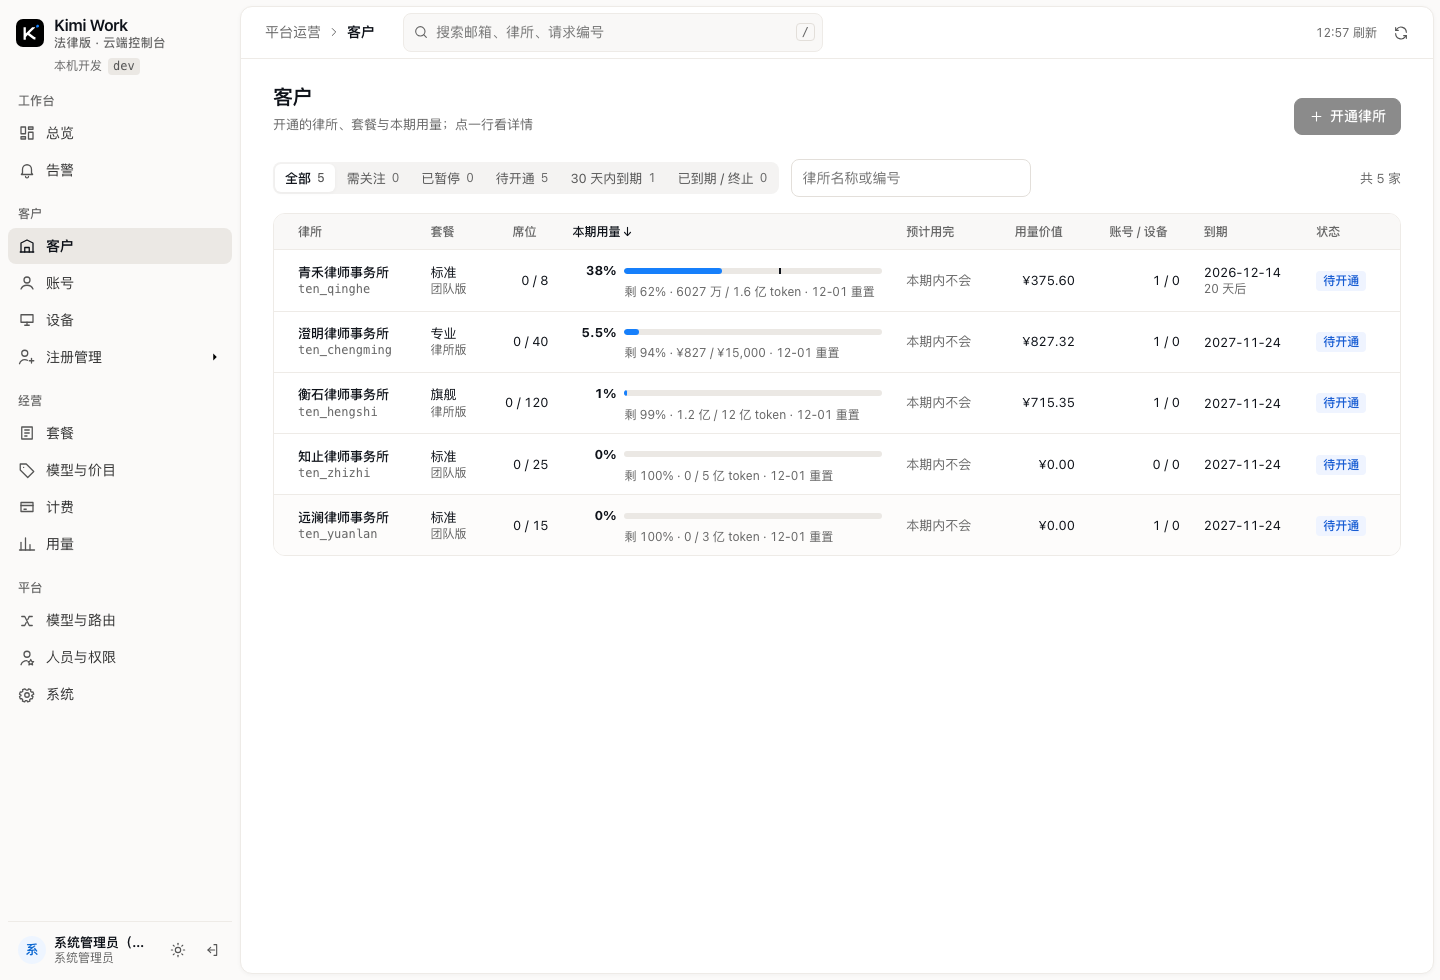 Kimi Work
法律版 · 云端控制台
本机开发 dev
工作台
总览
告警
客户
客户
账号
设备
注册管理
经营
套餐
模型与价目
计费
用量
平台
模型与路由
人员与权限
系统
系 系统管理员（...
系统管理员
平台运营 > 客户
搜索邮箱、律所、请求编号 /
12:57 刷新
客户
开通的律所、套餐与本期用量；点一行看详情
+ 开通律所
全部 5 需关注 0 已暂停 0 待开通 5 30 天内到期 1 已到期 / 终止 0
律所名称或编号
共 5 家
律所 套餐 席位 本期用量 ↓ 预计用完 用量价值 账号 / 设备 到期 状态
青禾律师事务所 标准 0 / 8 38% 本期内不会 ¥375.60 1 / 0 2026-12-14 待开通
ten_qinghe 团队版 剩 62% · 6027 万 / 1.6 亿 token · 12-01 重置 20 天后
澄明律师事务所 专业 0 / 40 5.5% 本期内不会 ¥827.32 1 / 0 2027-11-24 待开通
ten_chengming 律所版 剩 94% · ¥827 / ¥15,000 · 12-01 重置
衡石律师事务所 旗舰 0 / 120 1% 本期内不会 ¥715.35 1 / 0 2027-11-24 待开通
ten_hengshi 律所版 剩 99% · 1.2 亿 / 12 亿 token · 12-01 重置
知止律师事务所 标准 0 / 25 0% 本期内不会 ¥0.00 0 / 0 2027-11-24 待开通
ten_zhizhi 团队版 剩 100% · 0 / 5 亿 token · 12-01 重置
远澜律师事务所 标准 0 / 15 0% 本期内不会 ¥0.00 1 / 0 2027-11-24 待开通
ten_yuanlan 团队版 剩 100% · 0 / 3 亿 token · 12-01 重置